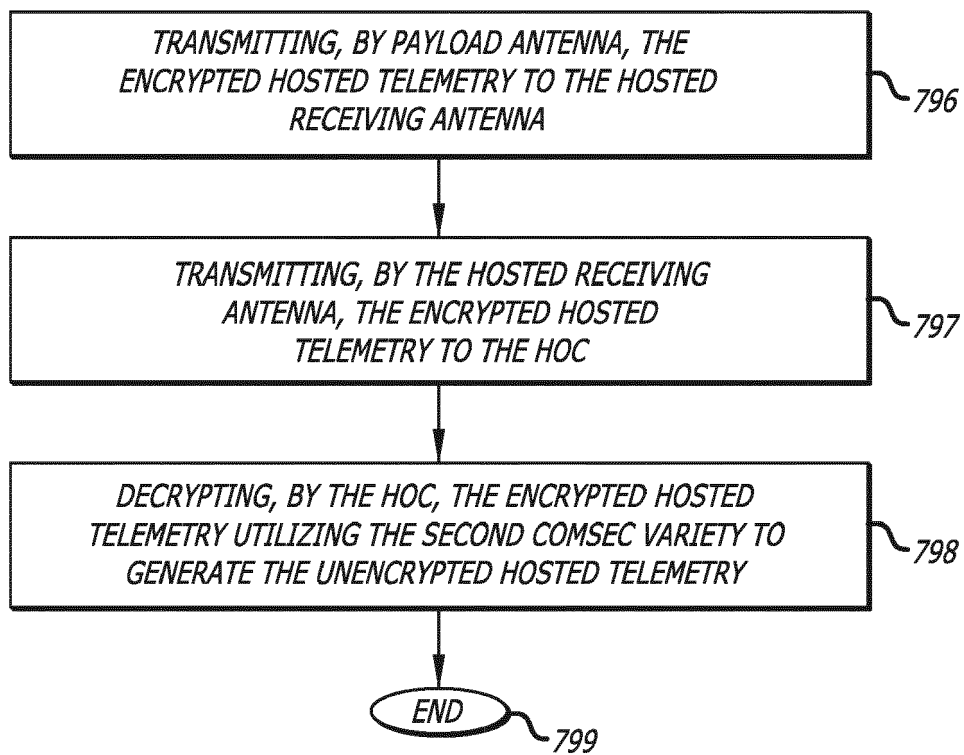 TRANSMITTING, BY PAYLOAD ANTENNA, THE
ENCRYPTED HOSTED TELEMETRY TO THE HOSTED
RECEIVING ANTENNA
796
TRANSMITTING, BY THE HOSTED RECEIVING
ANTENNA, THE ENCRYPTED HOSTED
TELEMETRY TO THE HOC
797
DECRYPTING, BY THE HOC, THE ENCRYPTED HOSTED
TELEMETRY UTILIZING THE SECOND COMSEC VARIETY TO
GENERATE THE UNENCRYPTED HOSTED TELEMETRY
798
END
799